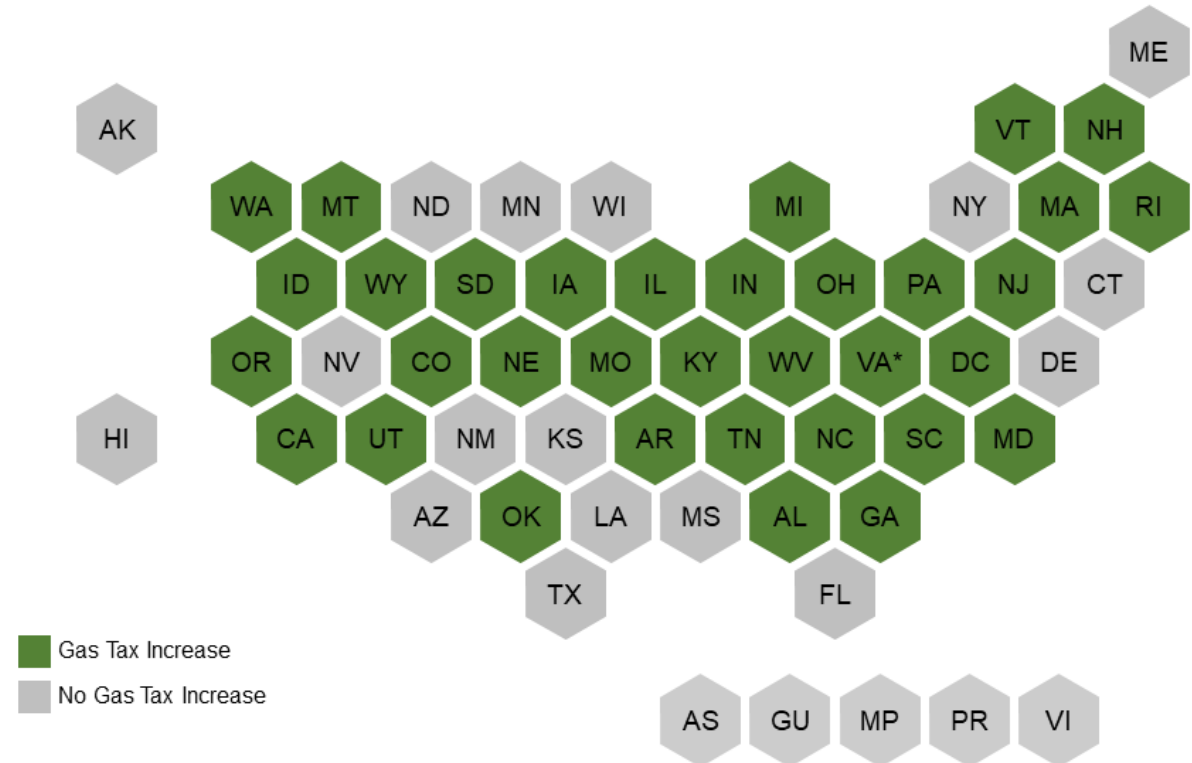 ME
AK
VT NH
WA MT ND MN WI MI NY MA RI
ID WY SD IA IL IN OH PA NJ CT
OR NV CO NE MO KY WV VA* DC DE
HI CA UT NM KS AR TN NC SC MD
AZ OK LA MS AL GA
TX FL
Gas Tax Increase
No Gas Tax Increase
AS GU MP PR VI